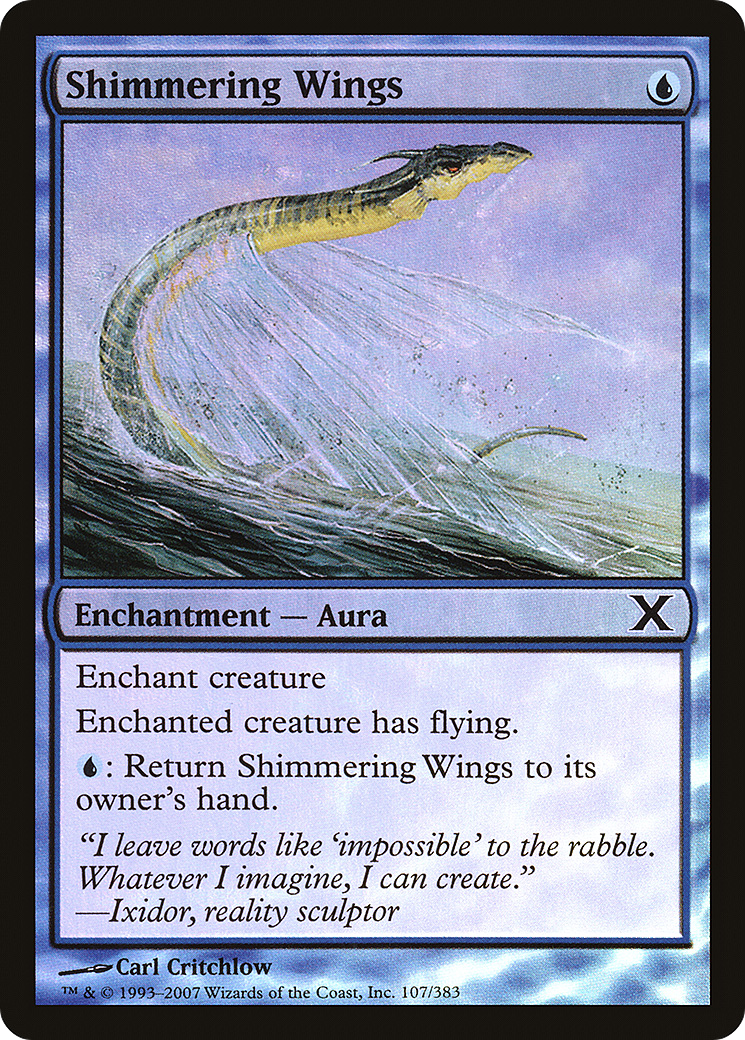 Shimmering Wings
Enchantment — Aura
X
Enchant creature
Enchanted creature has flying.
: Return Shimmering Wings to its
owner's hand.
“I leave words like ‘impossible’ to the rabble.
Whatever I imagine, I can create.”
—Ixidor, reality sculptor
Carl Critchlow
™ & © 1993–2007 Wizards of the Coast, Inc. 107/383